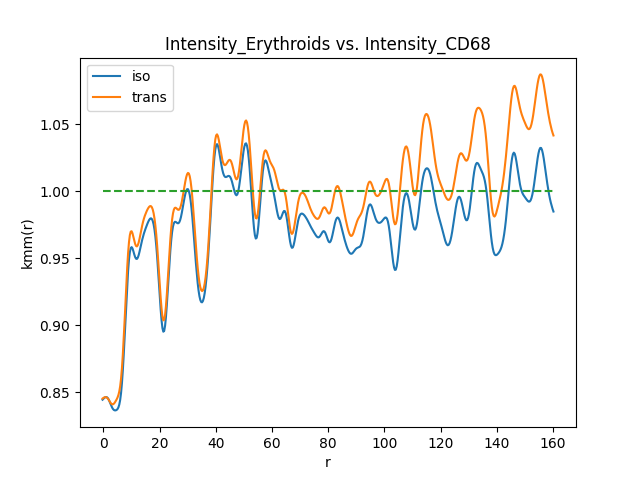 Intensity_Erythroids vs. Intensity_CD68
iso
trans
1.05
1.00
0.95
0.90
0.85
kmm(r)
0 20 40 60 80 100 120 140 160
r